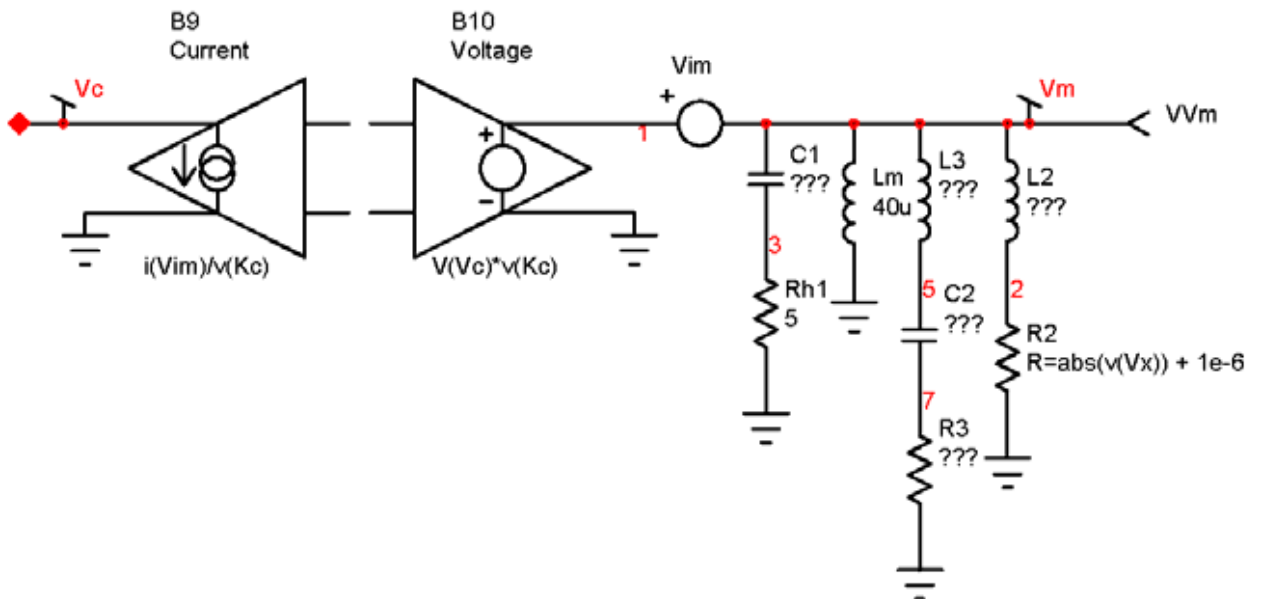 B9
Current
B10
Voltage
Vim
+
Vc
Vm
VVm
1
+
-
i(Vim)/v(Kc)
V(Vc)*v(Kc)
C1
???
Lm
40u
L3
???
L2
???
3
5
2
Rh1
5
C2
???
R2
R=abs(v(Vx)) + 1e-6
7
R3
???